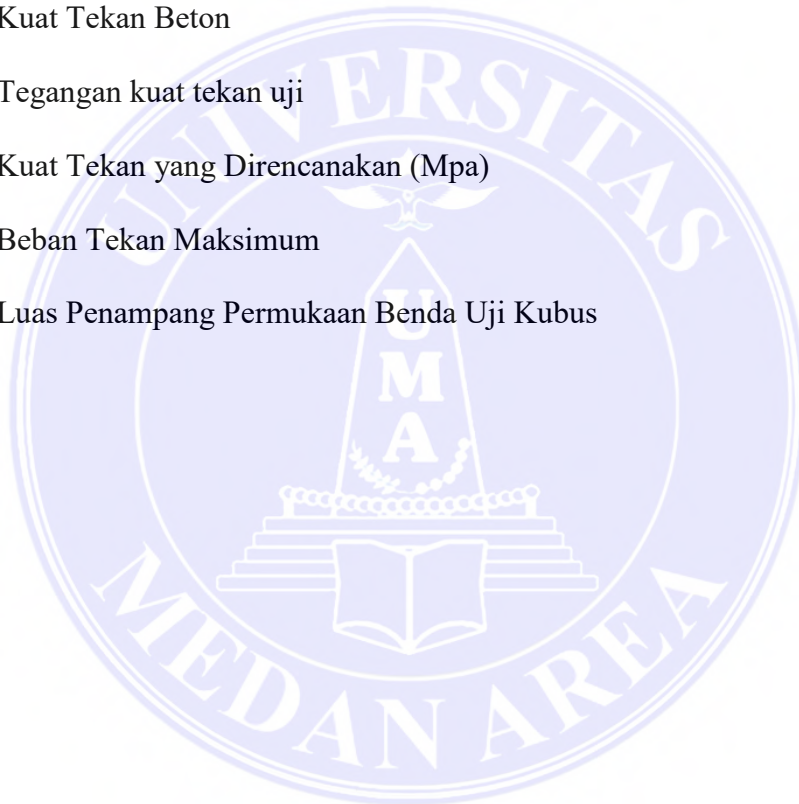 Kuat Tekan Beton
Tegangan kuat tekan uji
Kuat Tekan yang Direncanakan (Mpa)
Beban Tekan Maksimum
Luas Penampang Permukaan Benda Uji Kubus
UNIVERSITAS
U
M
A
MEDAN AREA